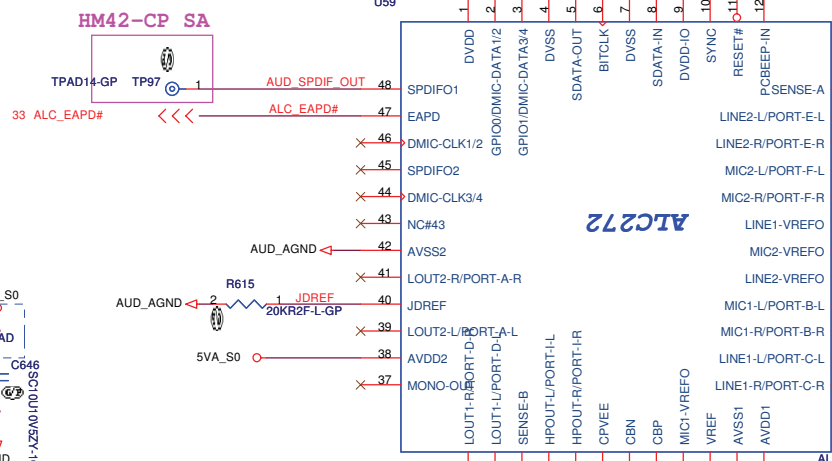 U59
HM42-CP SA
TPAD14-GP TP97 1
AUD_SPDIF_OUT 48 SPDIFO1
33 ALC_EAPD# ALC_EAPD# 47 EAPD
46 DMIC-CLK1/2
45 SPDIFO2
44 DMIC-CLK3/4
43 NC#43
AUD_AGND 42 AVSS2
41 LOUT2-R/PORT-A-R
R615
AUD_AGND 2 1 JDREF 40 JDREF
20KR2F-L-GP
39 LOUT2-L/PORT-A-L
5VA_S0 38 AVDD2
37 MONO-OUT
1 DVDD
2 GPIO0/DMIC-DATA1/2
3 GPIO1/DMIC-DATA3/4
4 DVSS
5 SDATA-OUT
6 BITCLK
7 DVSS
8 SDATA-IN
9 DVDD-IO
10 SYNC
11 RESET#
12 PCBEEP-IN
ALC272
SENSE-A
LINE2-L/PORT-E-L
LINE2-R/PORT-E-R
MIC2-L/PORT-F-L
MIC2-R/PORT-F-R
LINE1-VREFO
MIC2-VREFO
LINE2-VREFO
MIC1-L/PORT-B-L
MIC1-R/PORT-B-R
LINE1-L/PORT-C-L
LINE1-R/PORT-C-R
LOUT1-R/PORT-D-R
LOUT1-L/PORT-D-L
SENSE-B
HPOUT-L/PORT-I-L
HPOUT-R/PORT-I-R
CPVEE
CBN
CBP
MIC1-VREFO
VREF
AVSS1
AVDD1
_S0
AD
C646
SC10U10V5ZY-1
AL